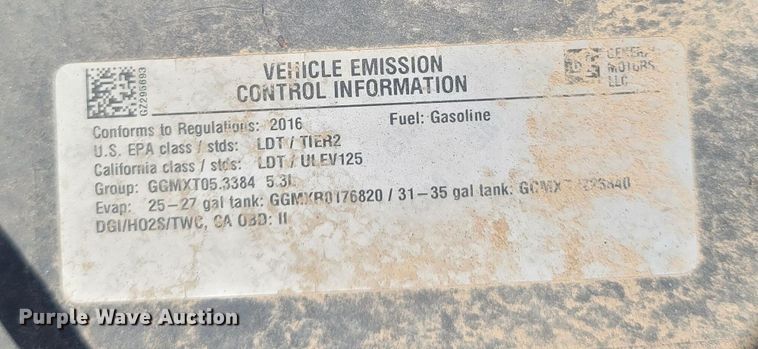 VEHICLE EMISSION
CONTROL INFORMATION
GENERAL
MOTORS
LLC
GZ296693
Conforms to Regulations: 2016 Fuel: Gasoline
U.S. EPA class / stds: LDT / TIER2
California class / stds: LDT / ULEV125
Group: GGMXT05.3384 5.3L
Evap: 25-27 gal tank: GGMXR0176820 / 31-35 gal tank:
DGI/HO2S/TWC, CA OBD: II
Purple Wave Auction